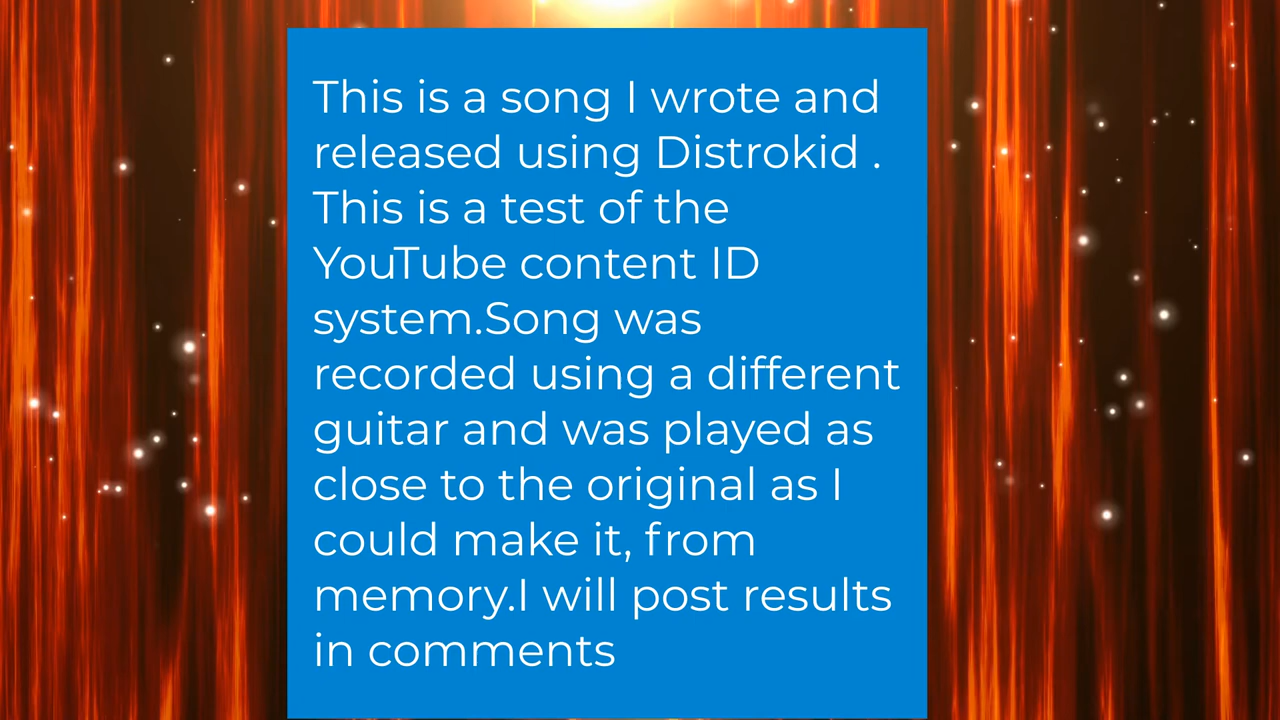 This is a song I wrote and
released using Distrokid .
This is a test of the
YouTube content ID
system.Song was
recorded using a different
guitar and was played as
close to the original as I
could make it, from
memory.I will post results
in comments